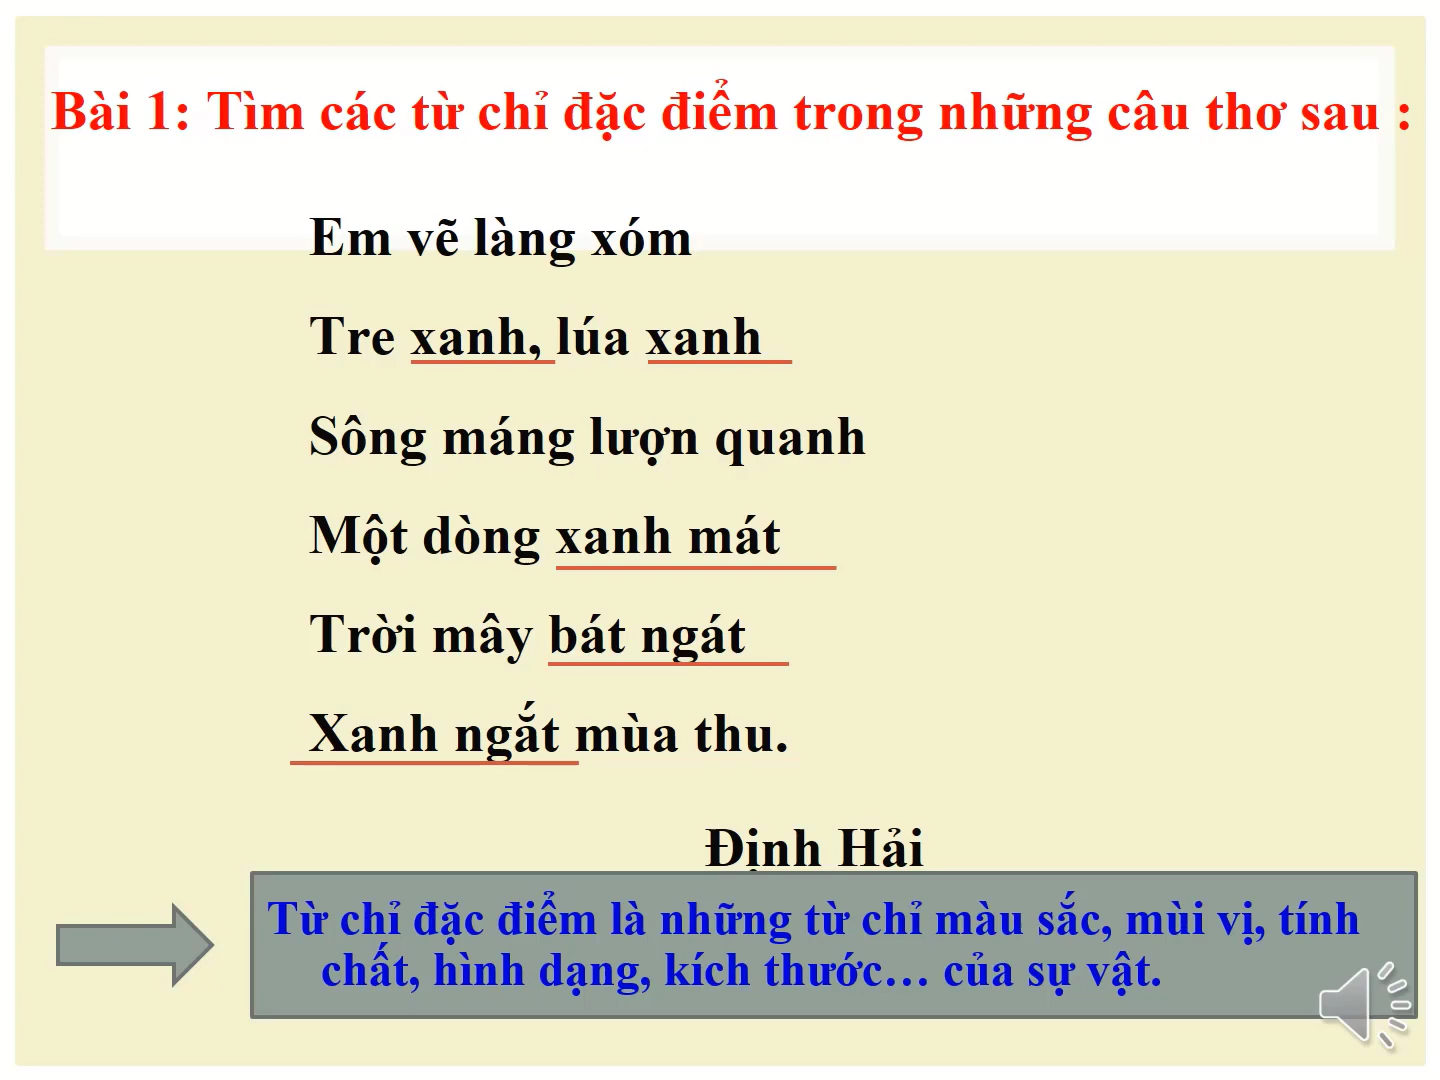 Bài 1: Tìm các từ chỉ đặc điểm trong những câu thơ sau :
Em vẽ làng xóm
Tre xanh, lúa xanh
Sông máng lượn quanh
Một dòng xanh mát
Trời mây bát ngát
Xanh ngắt mùa thu.
Định Hải
Từ chỉ đặc điểm là những từ chỉ màu sắc, mùi vị, tính
chất, hình dạng, kích thước… của sự vật.